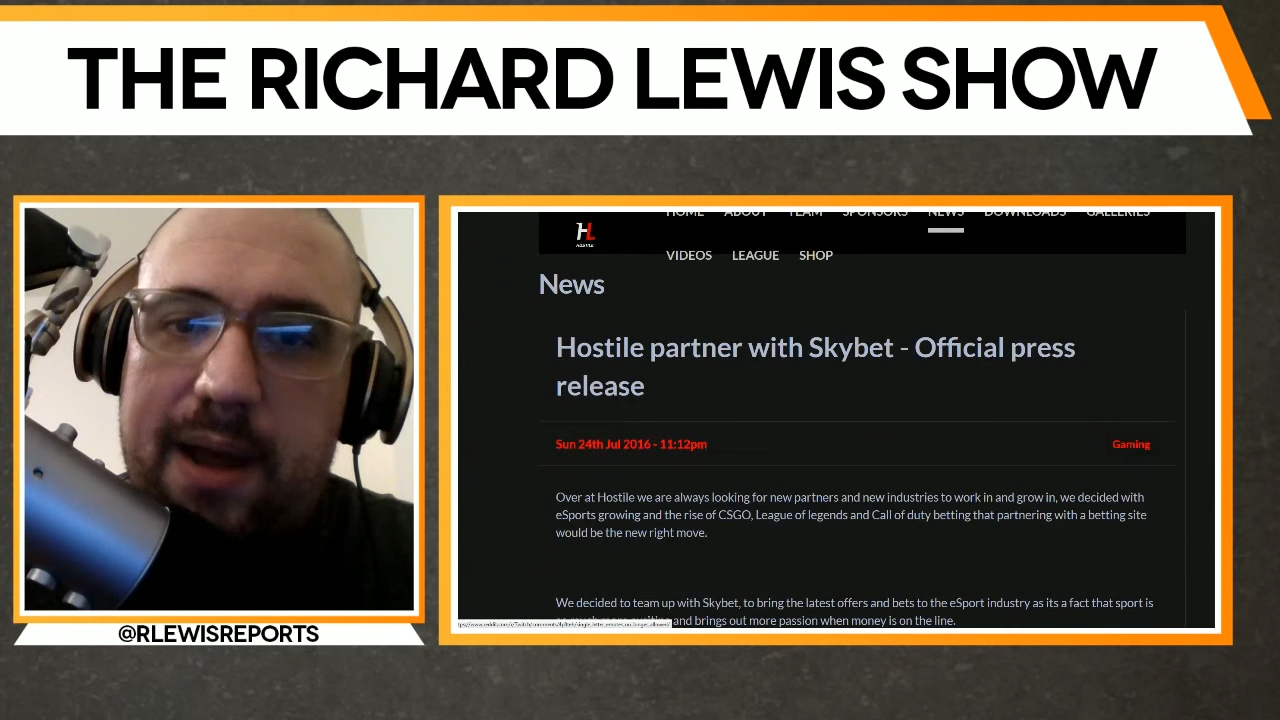 THE RICHARD LEWIS SHOW
HOME ABOUT TEAM SPONSORS NEWS DOWNLOADS GALLERIES
HL
HOSTILE
VIDEOS LEAGUE SHOP
News
Hostile partner with Skybet - Official press
release
Sun 24th Jul 2016 - 11:12pm
Gaming
Over at Hostile we are always looking for new partners and new industries to work in and grow in, we decided with
eSports growing and the rise of CSGO, League of legends and Call of duty betting that partnering with a betting site
would be the new right move.
We decided to team up with Skybet, to bring the latest offers and bets to the eSport industry as its a fact that sport is
and brings out more passion when money is on the line.
@RLEWISREPORTS